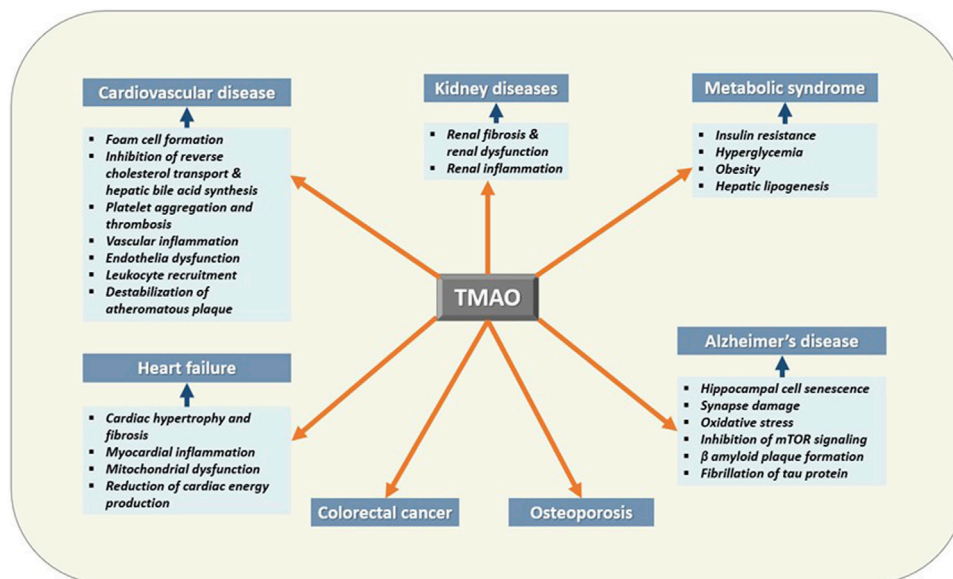 Cardiovascular disease
Foam cell formation
Inhibition of reverse
cholesterol transport &
hepatic bile acid synthesis
Platelet aggregation and
thrombosis
Vascular inflammation
Endothelia dysfunction
Leukocyte recruitment
Destabilization of
atheromatous plaque
Kidney diseases
Renal fibrosis &
renal dysfunction
Renal inflammation
Metabolic syndrome
Insulin resistance
Hyperglycemia
Obesity
Hepatic lipogenesis
TMAO
Heart failure
Cardiac hypertrophy and
fibrosis
Myocardial inflammation
Mitochondrial dysfunction
Reduction of cardiac energy
production
Alzheimer's disease
Hippocampal cell senescence
Synapse damage
Oxidative stress
Inhibition of mTOR signaling
β amyloid plaque formation
Fibrillation of tau protein
Colorectal cancer
Osteoporosis